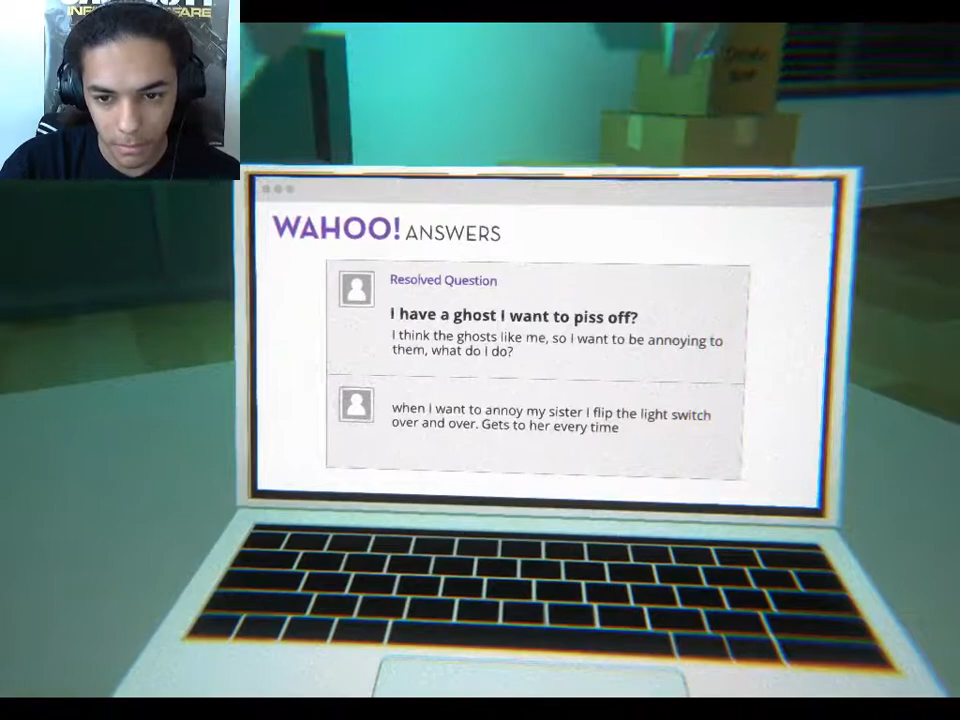 WARFARE
WAHOO! ANSWERS
Resolved Question
I have a ghost I want to piss off?
I think the ghosts like me, so I want to be annoying to
them, what do I do?
when I want to annoy my sister I flip the light switch
over and over. Gets to her every time